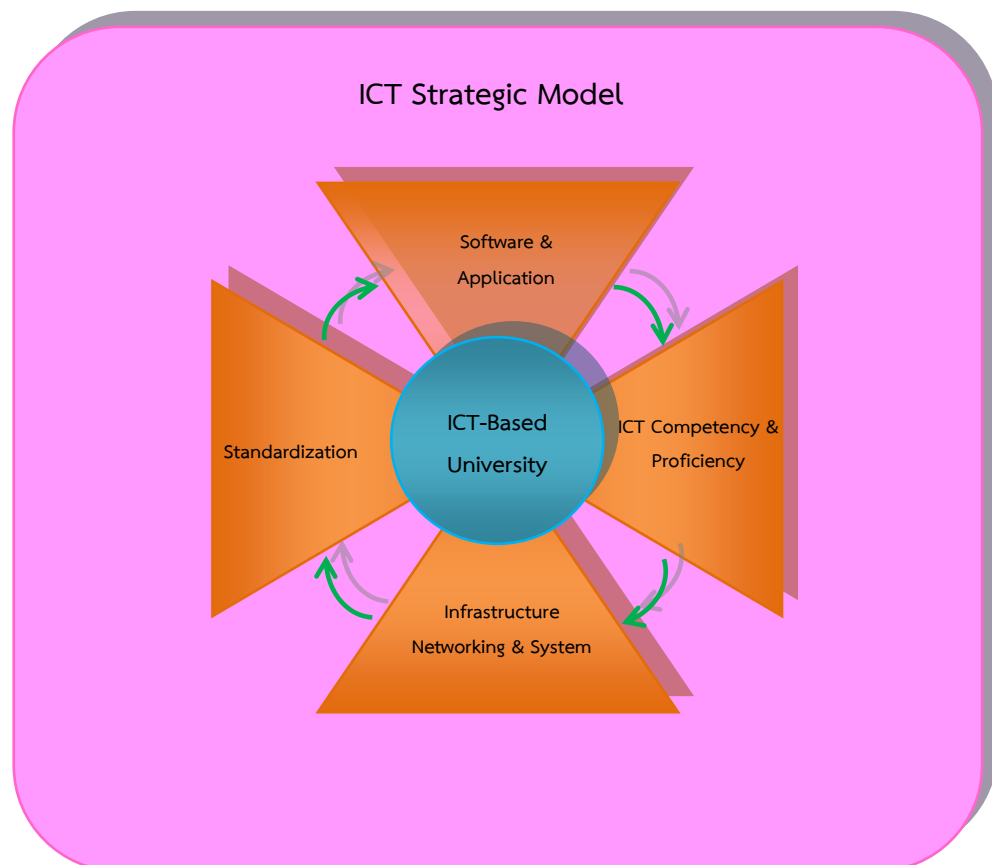 ICT Strategic Model
Software &
Application
ICT-Based
University
ICT Competency &
Proficiency
Standardization
Infrastructure
Networking & System